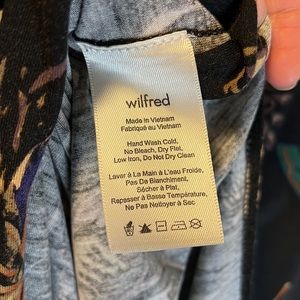 wilfred
Made in Vietnam
Fabriqué au Vietnam
Hand Wash Cold,
No Bleach, Dry Flat,
Low Iron, Do Not Dry Clean
Laver à La Main à L'eau Froide,
Pas De Blanchiment,
Sécher à Plat,
Repasser à Basse Température,
Ne Pas Nettoyer à Sec